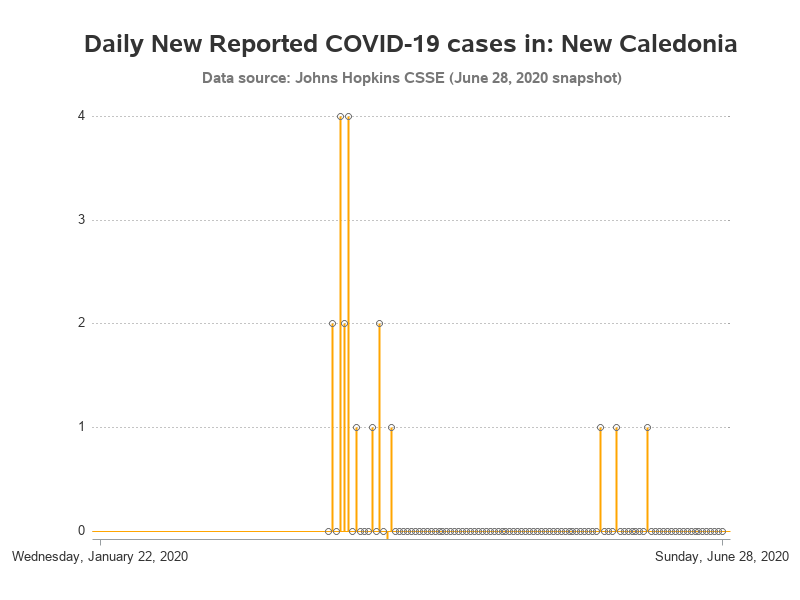 Daily New Reported COVID-19 cases in: New Caledonia
Data source: Johns Hopkins CSSE (June 28, 2020 snapshot)
4
3
2
1
0
Wednesday, January 22, 2020
Sunday, June 28, 2020